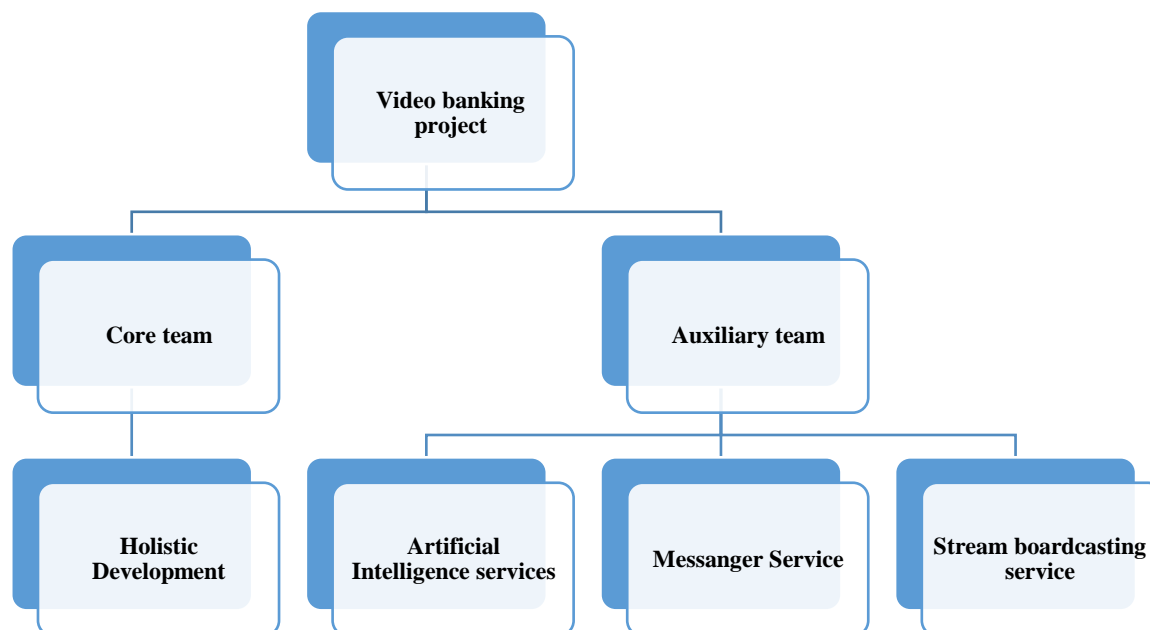 Video banking
project
Core team
Auxiliary team
Holistic
Development
Artificial
Intelligence services
Messanger Service
Stream boardcasting
service